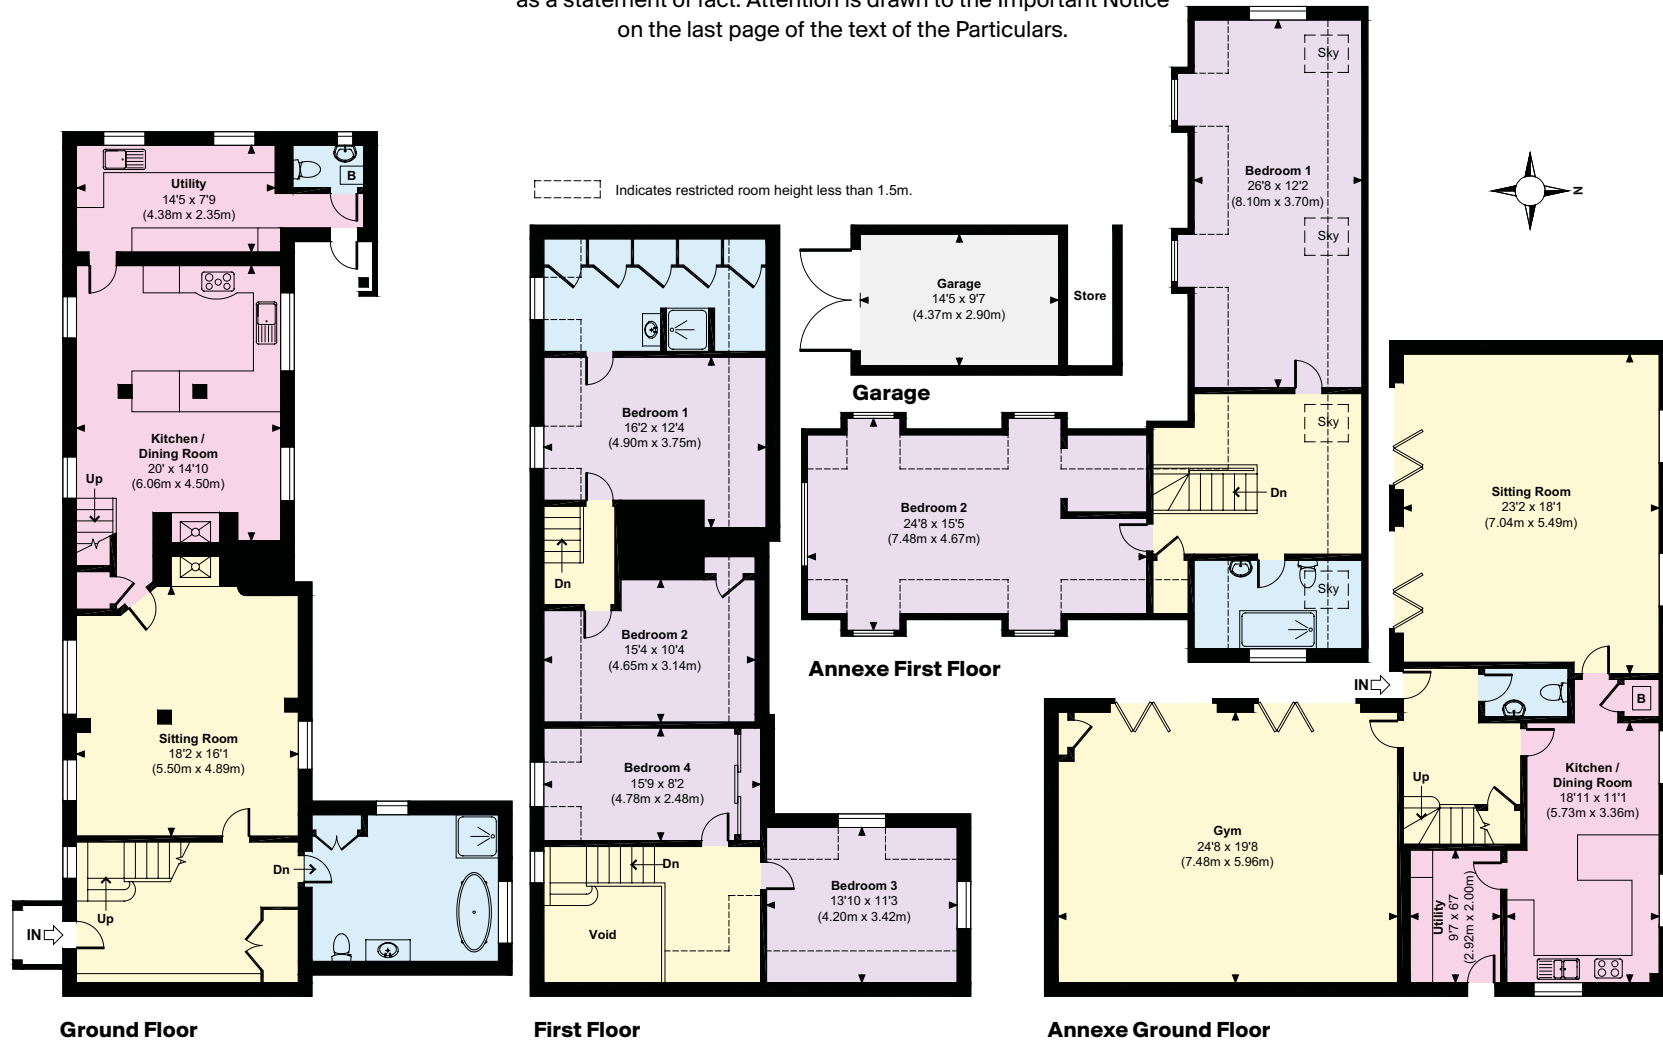 as a statement of fact. Attention is drawn to the Important Notice
on the last page of the text of the Particulars.
Indicates restricted room height less than 1.5m.
N
Utility
14'5 x 7'9
(4.38m x 2.35m)
B
Kitchen /
Dining Room
20' x 14'10
(6.06m x 4.50m)
Up
Sitting Room
18'2 x 16'1
(5.50m x 4.89m)
Dn
Up
IN
Ground Floor
Bedroom 1
16'2 x 12'4
(4.90m x 3.75m)
Dn
Bedroom 2
15'4 x 10'4
(4.65m x 3.14m)
Bedroom 4
15'9 x 8'2
(4.78m x 2.48m)
Dn
Bedroom 3
13'10 x 11'3
(4.20m x 3.42m)
Void
First Floor
Garage
14'5 x 9'7
(4.37m x 2.90m)
Store
Garage
Sky
Bedroom 1
26'8 x 12'2
(8.10m x 3.70m)
Sky
Sky
Dn
Bedroom 2
24'8 x 15'5
(7.48m x 4.67m)
Sky
Annexe First Floor
Sitting Room
23'2 x 18'1
(7.04m x 5.49m)
IN
B
Kitchen /
Dining Room
18'11 x 11'1
(5.73m x 3.36m)
Up
Gym
24'8 x 19'8
(7.48m x 5.96m)
Utility
9'7 x 6'7
(2.92m x 2.00m)
Annexe Ground Floor